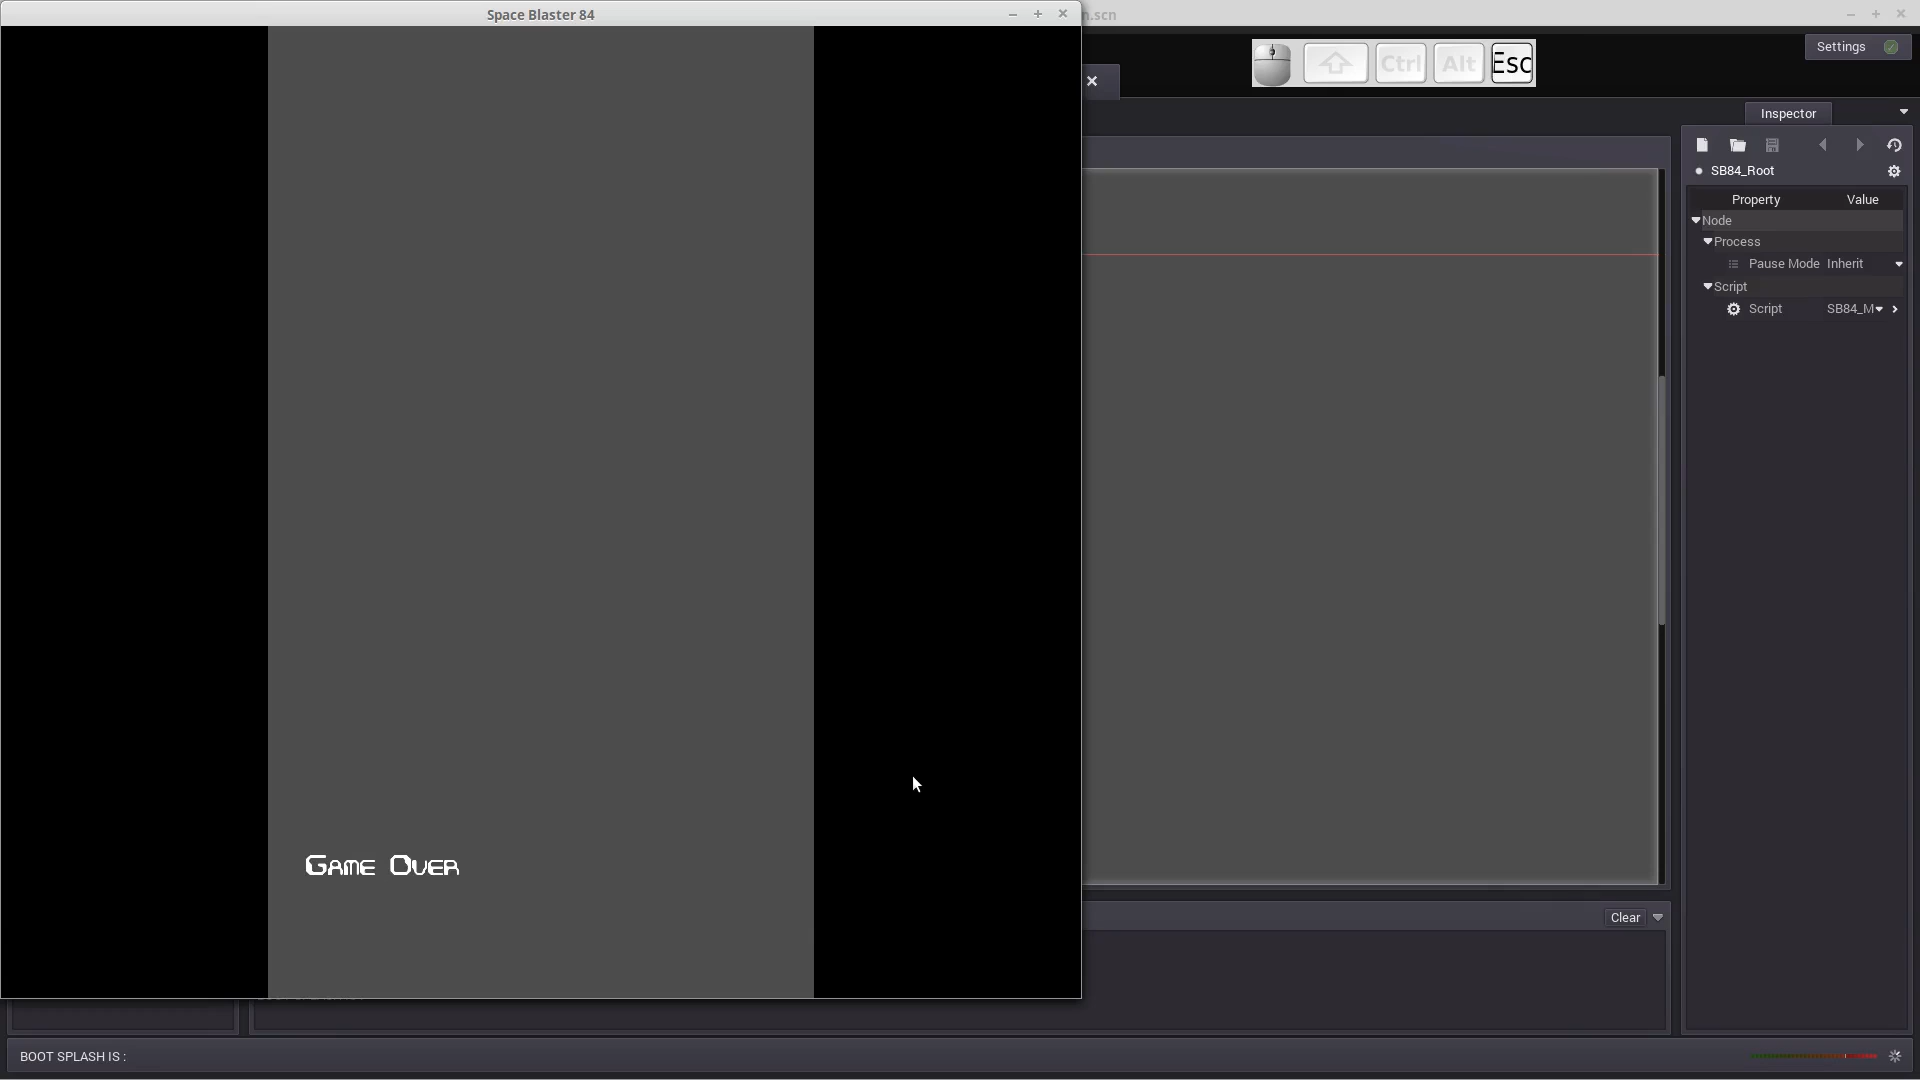 Space Blaster 84
n.scn
Ctrl
Alt
Esc
Settings
Inspector
SB84_Root
Property
Value
Node
Process
Pause Mode
Inherit
Script
Script
SB84_M
Game Over
Clear
BOOT SPLASH IS :